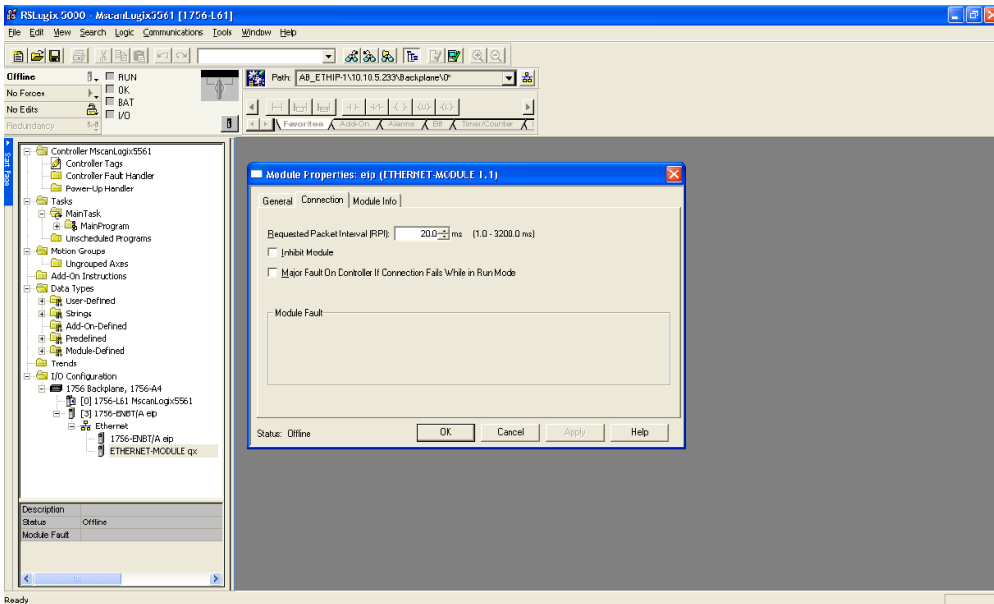 RSLogix 5000 - MscanLogix5561 [1756-L61]
File Edit View Search Logic Communications Tools Window Help
Offline
RUN
No Forces
OK
No Edits
BAT
Redundancy
I/O
Path: AB_ETHIP-1\10.10.5.233\Backplane\0*
Favorites Add-On Alarms Bit Timer/Counter
Start Page
Controller MscanLogix5561
Controller Tags
Controller Fault Handler
Power-Up Handler
Tasks
MainTask
MainProgram
Unscheduled Programs
Motion Groups
Ungrouped Axes
Add-On Instructions
Data Types
User-Defined
Strings
Add-On-Defined
Predefined
Module-Defined
Trends
I/O Configuration
1756 Backplane, 1756-A4
[0] 1756-L61 MscanLogix5561
[3] 1756-ENBT/A eip
Ethernet
1756-ENBT/A eip
ETHERNET-MODULE qx
Description
Status Offline
Module Fault
Module Properties: eip (ETHERNET-MODULE 1.1)
General Connection Module Info
Requested Packet Interval (RPI): 20.0 ms (1.0 - 3200.0 ms)
Inhibit Module
Major Fault On Controller If Connection Fails While in Run Mode
Module Fault
Status: Offline
OK Cancel Apply Help
Ready